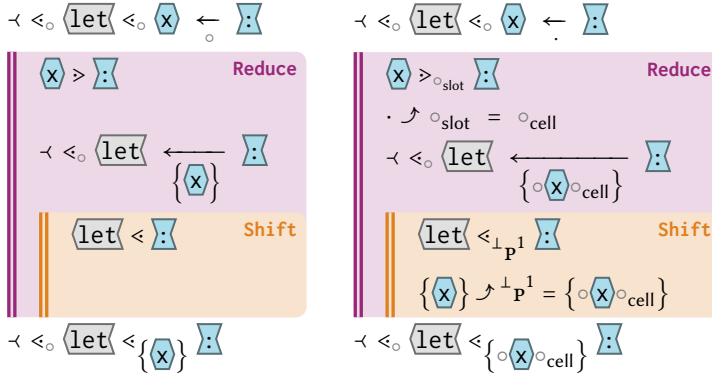 ≺ ⋖○ let ⋖○ x ←○ :
Reduce
x ⋗ :
≺ ⋖○ let ←{x} :
Shift
let ⋖ :
≺ ⋖○ let ⋖{x} :
≺ ⋖○ let ⋖○ x ←· :
Reduce
x ⋗○slot :
· ⤴ ○slot = ○cell
≺ ⋖○ let ←{○x○cell} :
Shift
let ⋖⊥P¹ :
{x} ⤴ ⊥P¹ = {○x○cell}
≺ ⋖○ let ⋖{○x○cell} :